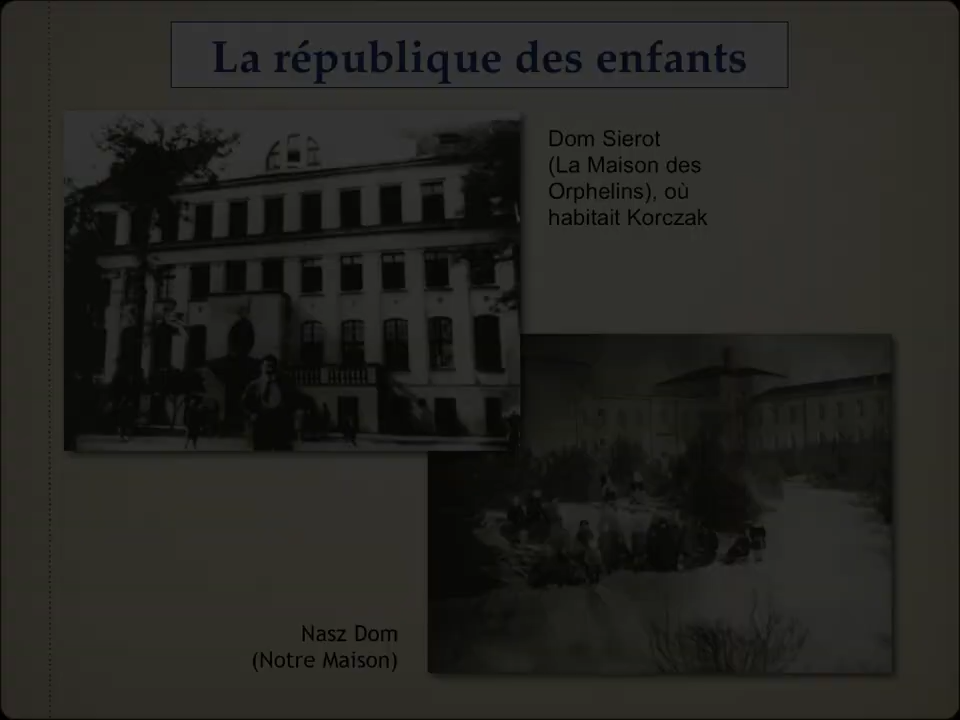 La république des enfants
Dom Sierot
(La Maison des
Orphelins), où
habitait Korczak
Nasz Dom
(Notre Maison)